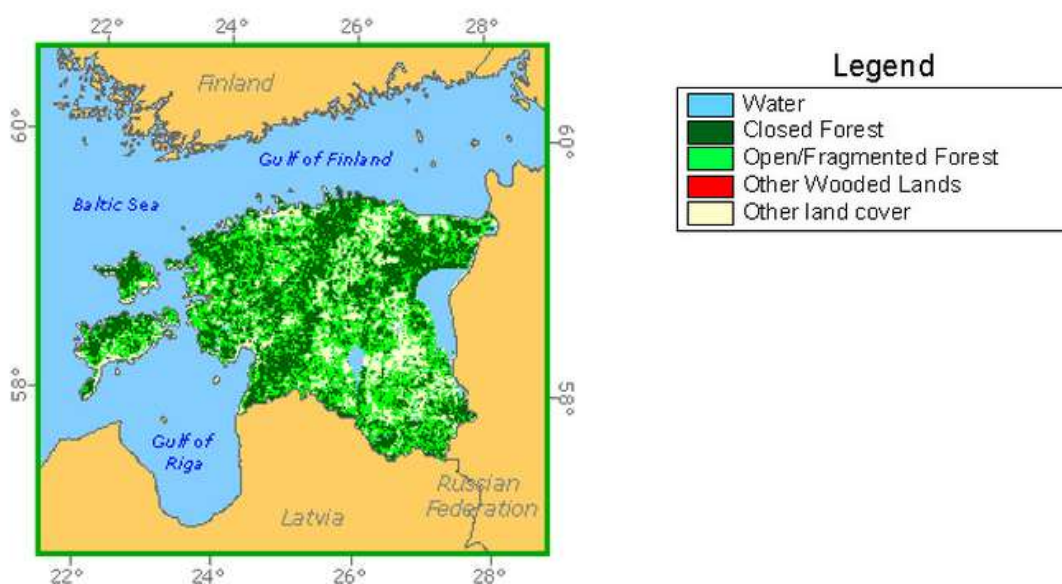 22° 24° 26° 28°
Finland
60° 60°
Gulf of Finland
Baltic Sea
58° 58°
Gulf of
Riga
Latvia
Russian
Federation
22° 24° 26° 28°
Legend
Water
Closed Forest
Open/Fragmented Forest
Other Wooded Lands
Other land cover